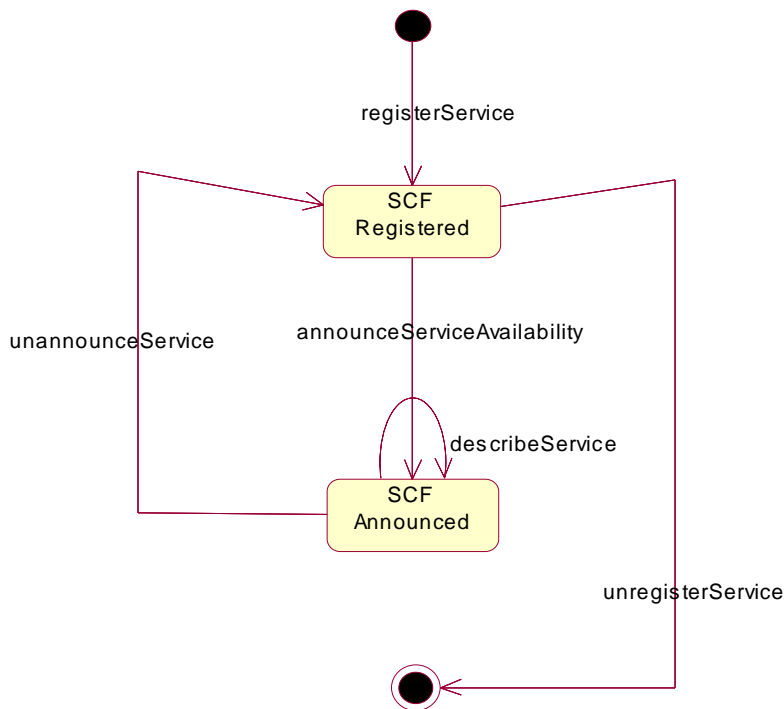 registerService
SCF
Registered
unannounceService
announceServiceAvailability
describeService
SCF
Announced
unregisterService